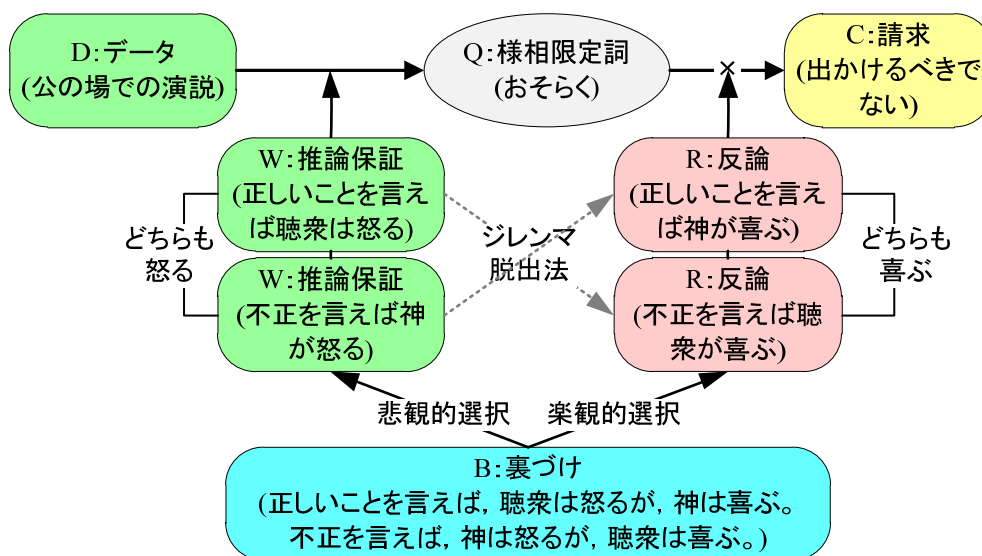 D:データ
(公の場での演説)
Q:様相限定詞
(おそらく)
×
C:請求
(出かけるべきで
ない)
W:推論保証
(正しいことを言え
ば聴衆は怒る)
R:反論
(正しいことを言え
ば神が喜ぶ)
どちらも
怒る
ジレンマ
脱出法
どちらも
喜ぶ
W:推論保証
(不正を言えば神
が怒る)
R:反論
(不正を言えば聴
衆が喜ぶ)
悲観的選択
楽観的選択
B:裏づけ
(正しいことを言えば, 聴衆は怒るが, 神は喜ぶ。
不正を言えば, 神は怒るが, 聴衆は喜ぶ。)